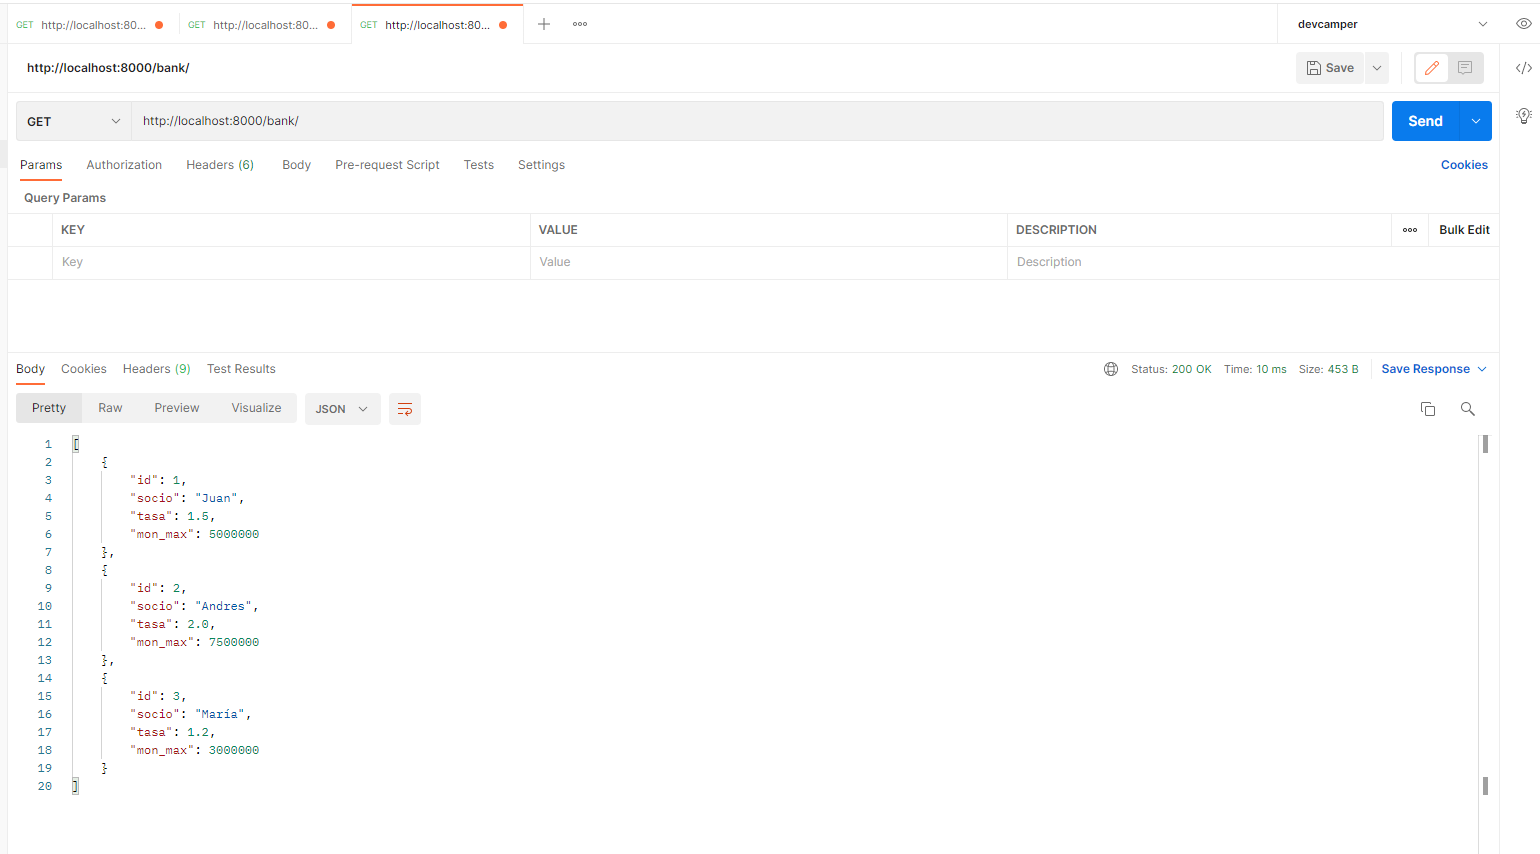 GET http://localhost:80... GET http://localhost:80... GET http://localhost:80... devcamper
http://localhost:8000/bank/ Save
GET http://localhost:8000/bank/ Send
Params Authorization Headers (6) Body Pre-request Script Tests Settings Cookies
Query Params
KEY VALUE DESCRIPTION Bulk Edit
Key Value Description
Body Cookies Headers (9) Test Results Status: 200 OK Time: 10 ms Size: 453 B Save Response
Pretty Raw Preview Visualize JSON
1 [
2 {
3 "id": 1,
4 "socio": "Juan",
5 "tasa": 1.5,
6 "mon_max": 5000000
7 },
8 {
9 "id": 2,
10 "socio": "Andres",
11 "tasa": 2.0,
12 "mon_max": 7500000
13 },
14 {
15 "id": 3,
16 "socio": "María",
17 "tasa": 1.2,
18 "mon_max": 3000000
19 }
20 ]